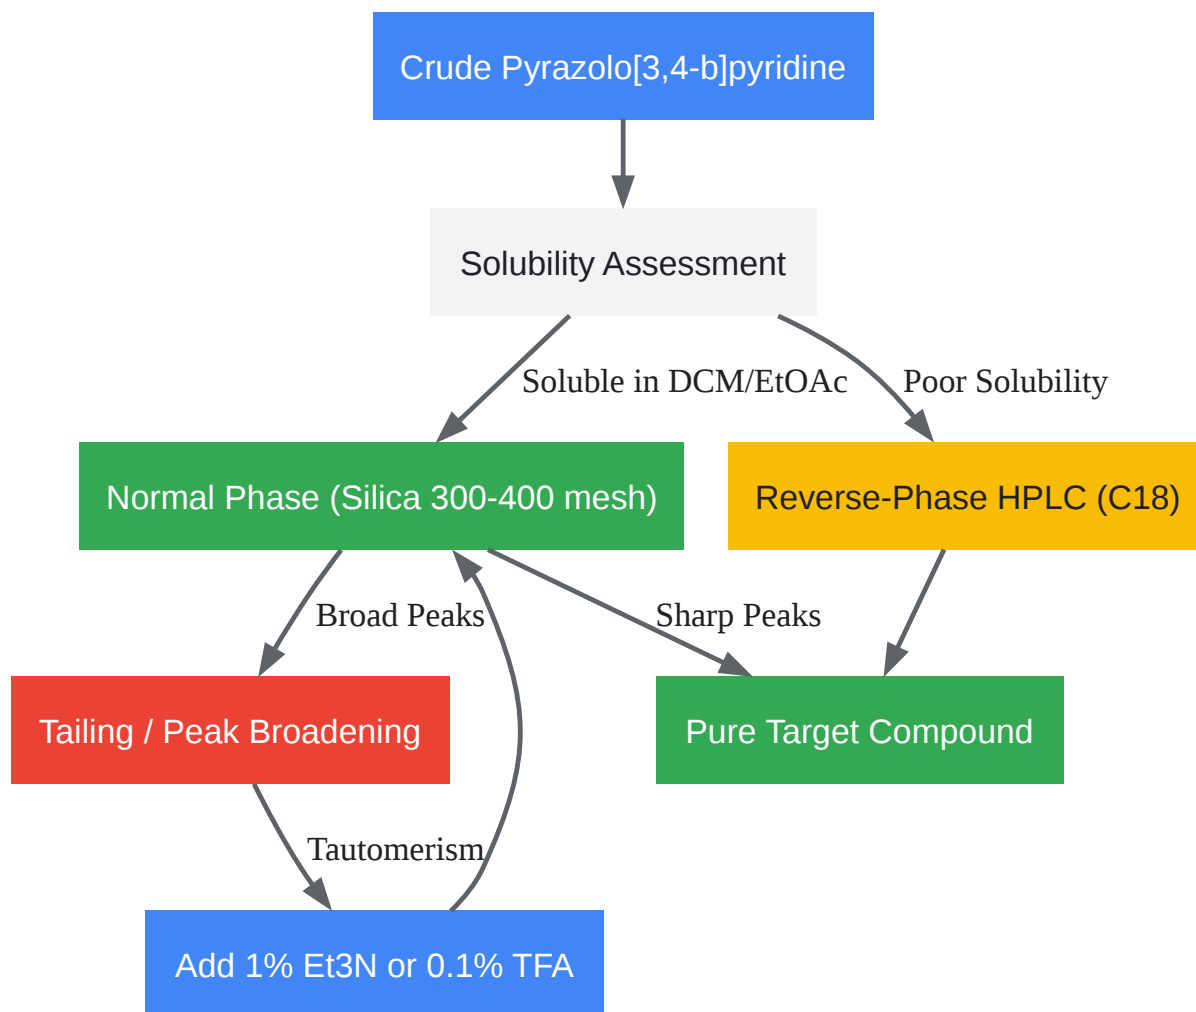 Crude Pyrazolo[3,4-b]pyridine
Solubility Assessment
Soluble in DCM/EtOAc
Poor Solubility
Normal Phase (Silica 300-400 mesh)
Reverse-Phase HPLC (C18)
Broad Peaks
Sharp Peaks
Tailing / Peak Broadening
Pure Target Compound
Tautomerism
Add 1% Et3N or 0.1% TFA